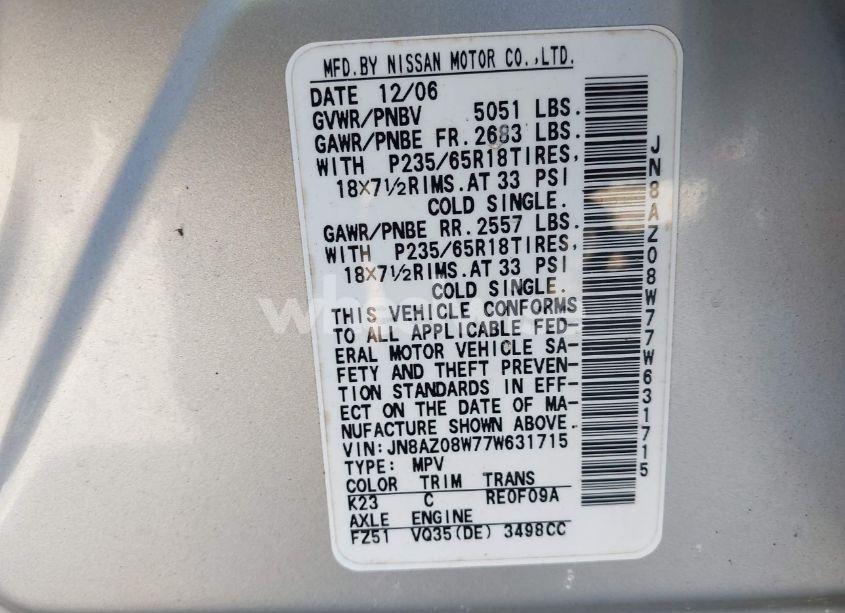 MFD.BY NISSAN MOTOR CO.,LTD.
DATE 12/06
GVWR/PNBV 5051 LBS.
GAWR/PNBE FR. 2683 LBS.
WITH P235/65R18TIRES,
18X7½RIMS.AT 33 PSI
COLD SINGLE.
GAWR/PNBE RR. 2557 LBS.
WITH P235/65R18TIRES,
18X7½RIMS.AT 33 PSI
COLD SINGLE.
THIS VEHICLE CONFORMS
TO ALL APPLICABLE FED-
ERAL MOTOR VEHICLE SA-
FETY AND THEFT PREVEN-
TION STANDARDS IN EFF-
ECT ON THE DATE OF MA-
NUFACTURE SHOWN ABOVE.
VIN:JN8AZ08W77W631715
TYPE: MPV
COLOR TRIM TRANS
K23 C RE0F09A
AXLE ENGINE
FZ51 VQ35(DE) 3498CC
JN8AZ08W77W631715